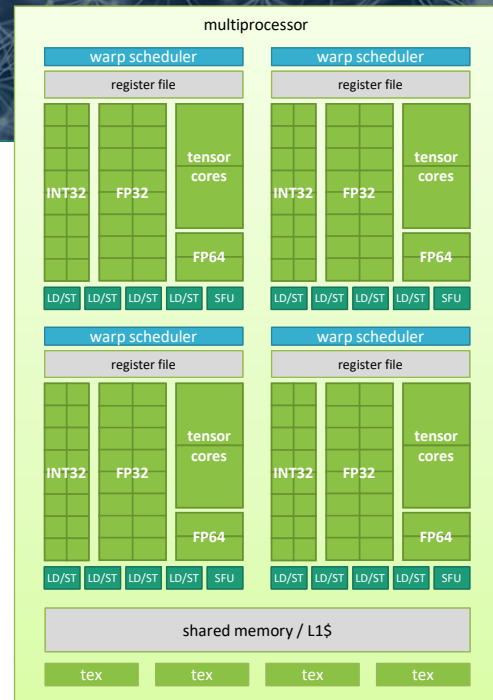 multiprocessor
warp scheduler
warp scheduler
register file
register file
INT32 FP32 tensor cores
FP64
INT32 FP32 tensor cores
FP64
LD/ST LD/ST LD/ST LD/ST SFU
LD/ST LD/ST LD/ST LD/ST SFU
warp scheduler
warp scheduler
register file
register file
INT32 FP32 tensor cores
FP64
INT32 FP32 tensor cores
FP64
LD/ST LD/ST LD/ST LD/ST SFU
LD/ST LD/ST LD/ST LD/ST SFU
shared memory / L1$
tex tex tex tex